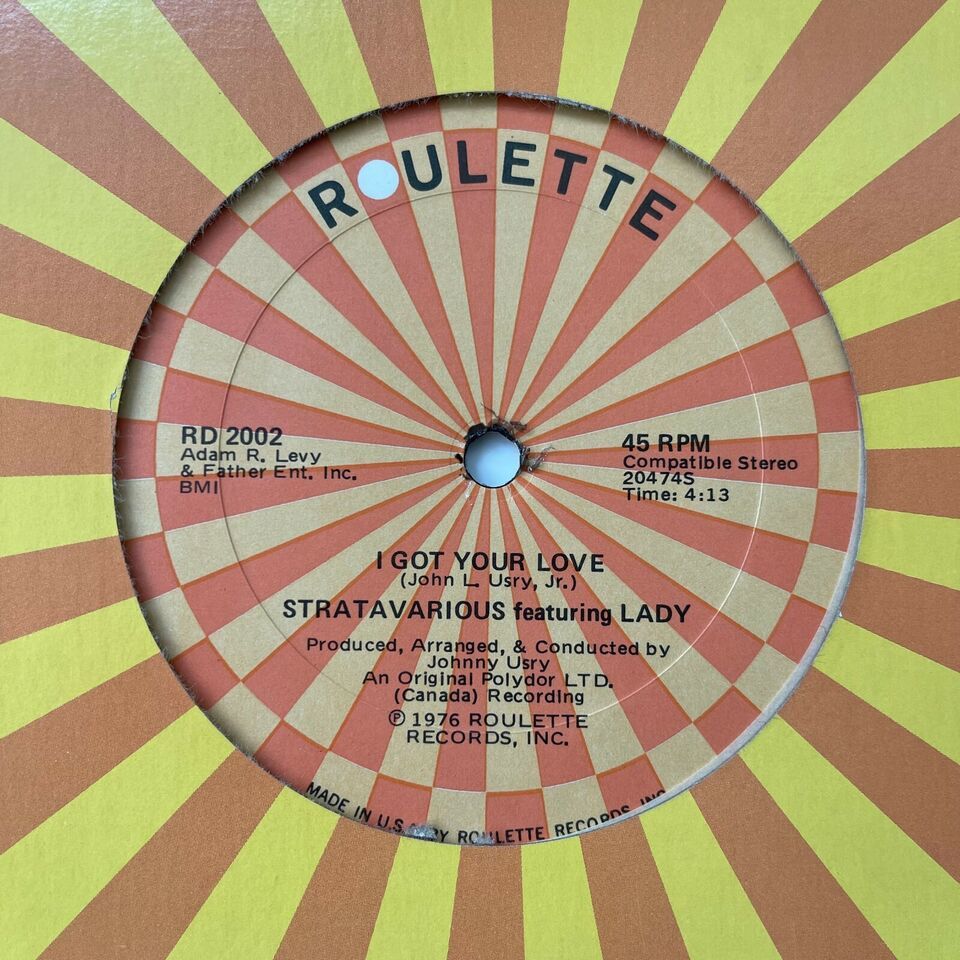 ROULETTE
RD 2002
Adam R. Levy
& Father Ent. Inc.
BMI
45 RPM
Compatible Stereo
20474S
Time: 4:13
I GOT YOUR LOVE
(John L. Usry, Jr.)
STRATAVARIOUS featuring LADY
Produced, Arranged, & Conducted by
Johnny Usry
An Original Polydor LTD.
(Canada) Recording
℗ 1976 ROULETTE
RECORDS, INC.
MADE IN U.S. BY ROULETTE RECORDS, INC